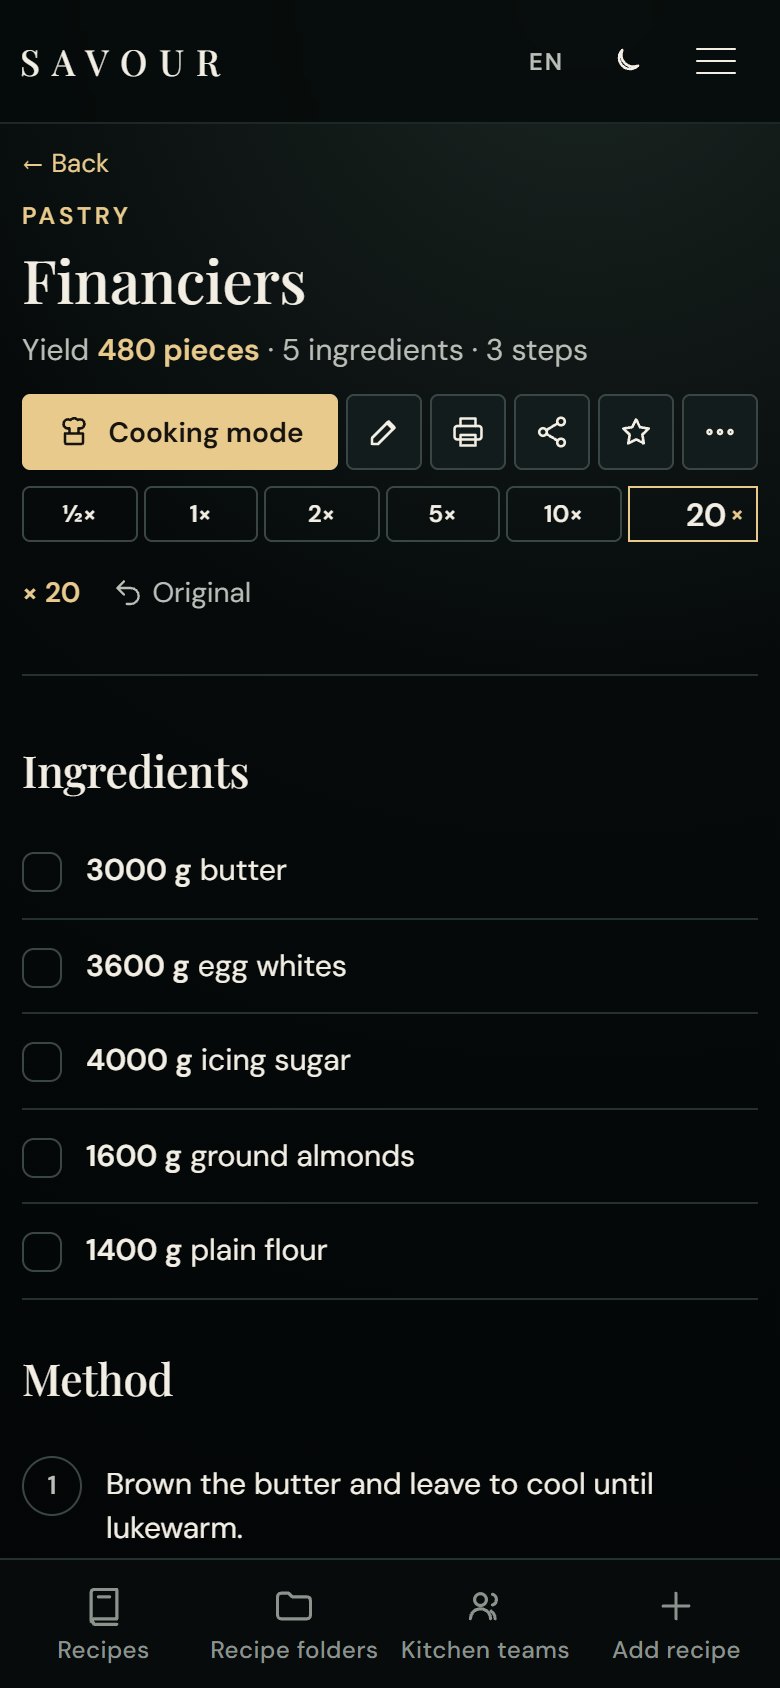 SAVOUR EN
← Back
PASTRY
Financiers
Yield 480 pieces · 5 ingredients · 3 steps
Cooking mode
½× 1× 2× 5× 10× 20 ×
× 20 Original
Ingredients
3000 g butter
3600 g egg whites
4000 g icing sugar
1600 g ground almonds
1400 g plain flour
Method
1 Brown the butter and leave to cool until
lukewarm.
Recipes Recipe folders Kitchen teams Add recipe